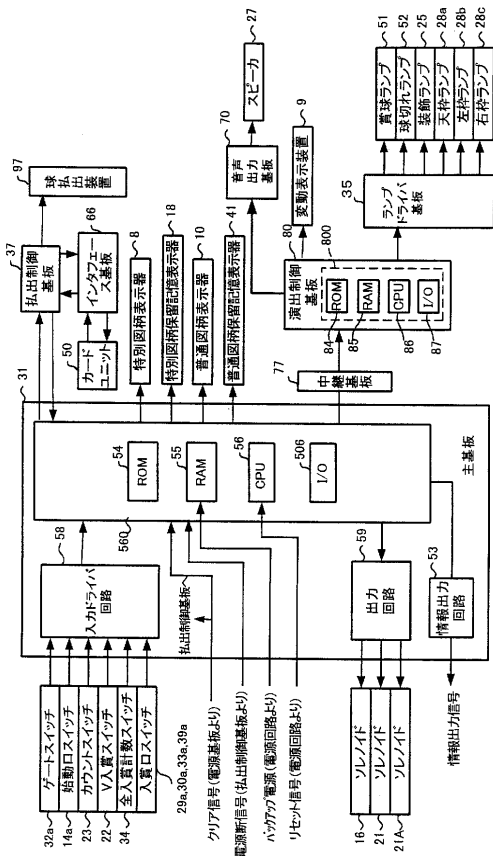 31
37
払出制御基板
97
球払出装置
66
インタフェース基板
50
カードユニット
8
特別図柄表示器
18
特別図柄保留記憶表示器
10
普通図柄表示器
41
普通図柄保留記憶表示器
70
音声出力基板
27
スピーカ
9
変動表示装置
80
演出制御基板
800
ROM
84
RAM
85
CPU
86
I/O
87
77
中継基板
35
ランプドライバ基板
賞球ランプ
51
球切れランプ
52
装飾ランプ
25
天枠ランプ
28a
左枠ランプ
28b
右枠ランプ
28c
主基板
560
54
ROM
55
RAM
56
CPU
506
I/O
58
入力ドライバ回路
59
出力回路
53
情報出力回路
情報出力信号
払出制御基板
32a
ゲートスイッチ
14a
始動口スイッチ
23
カウントスイッチ
22
V入賞スイッチ
34
全入賞計数スイッチ
入賞口スイッチ
29a,30a,33a,39a
クリア信号(電源基板より)
電源断信号(払出制御基板より)
バックアップ電源(電源回路より)
リセット信号(電源回路より)
16
ソレノイド
21
ソレノイド
21A
ソレノイド